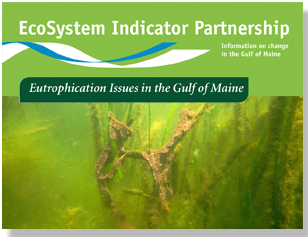 EcoSystem Indicator Partnership
Information on change
in the Gulf of Maine
Eutrophication Issues in the Gulf of Maine